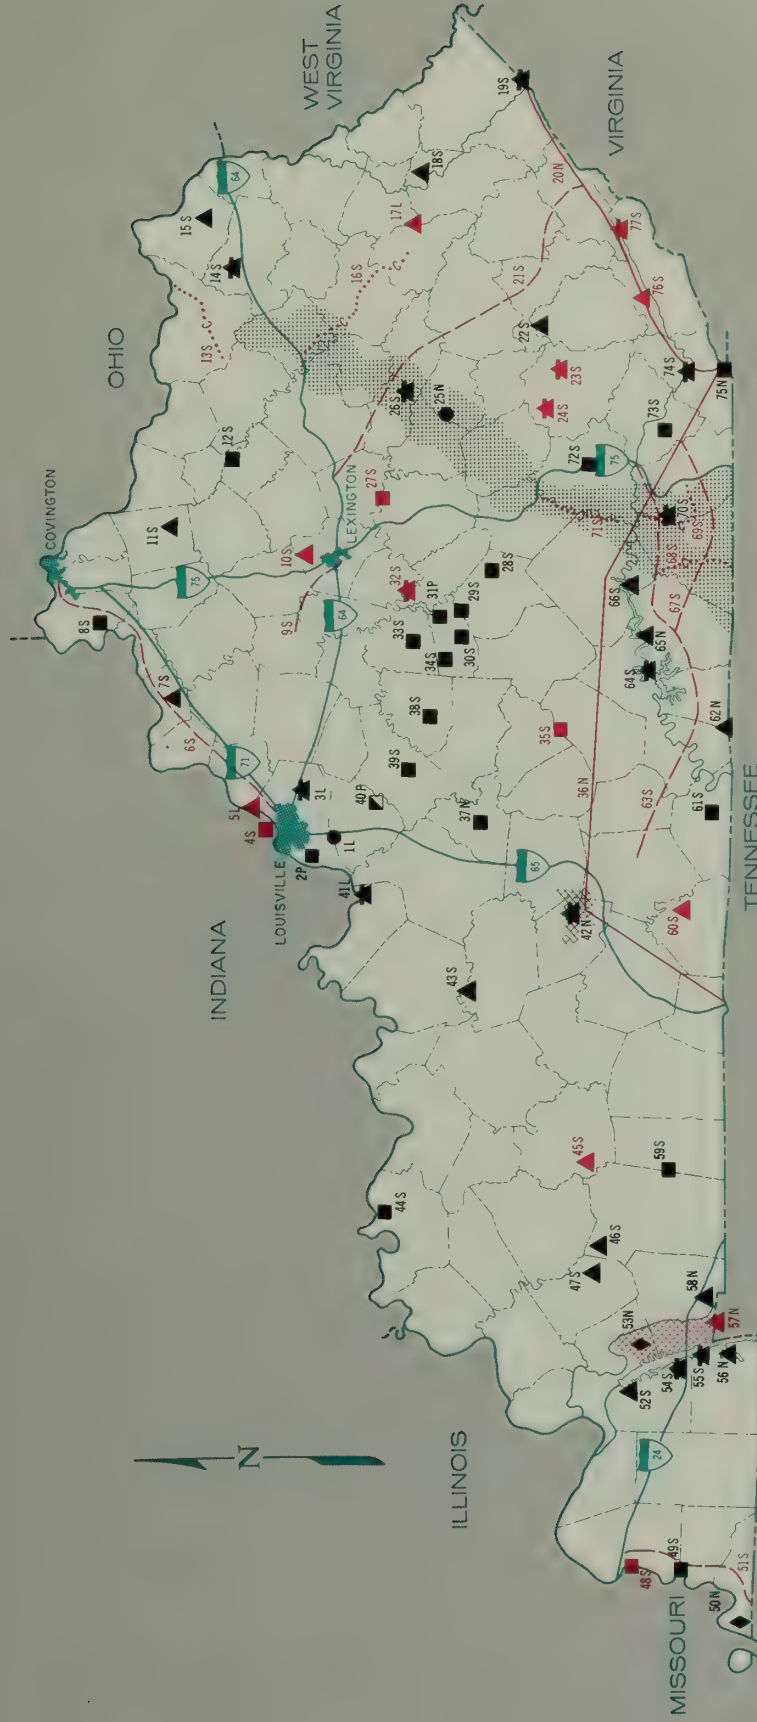 OHIO
WEST
VIRGINIA
VIRGINIA
TENNESSEE
INDIANA
ILLINOIS
MISSOURI
COVINGTON
LOUISVILLE
LEXINGTON
N
64
75
71
64
65
75
24
1L
2P
3L
4S
5L
6S
7S
8S
9S
10S
11S
12S
13S
14S
15S
16S
17L
18S
19S
20N
21S
22S
23S
24S
25N
26S
27S
28S
29S
30S
31P
32S
33S
34S
35S
36N
37N
38S
39S
40P
41L
42N
43S
44S
45S
46S
47S
48S
49S
50N
51S
52S
53N
54S
55S
56N
57N
58N
59S
60S
61S
62N
63S
64S
65N
66S
67S
68S
69S
70S
71S
72S
73S
74S
75N
76S
77S
C
C
C